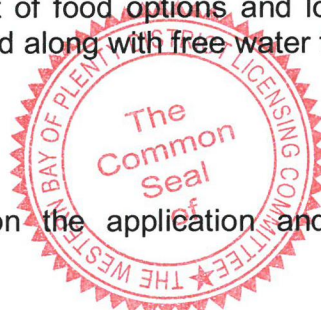 t of food options and lo
d along with free water
THE WESTERN BAY OF PLENTY DISTRICT LICENSING COMMITTEE ★
The
Common
Seal
of
on the application and